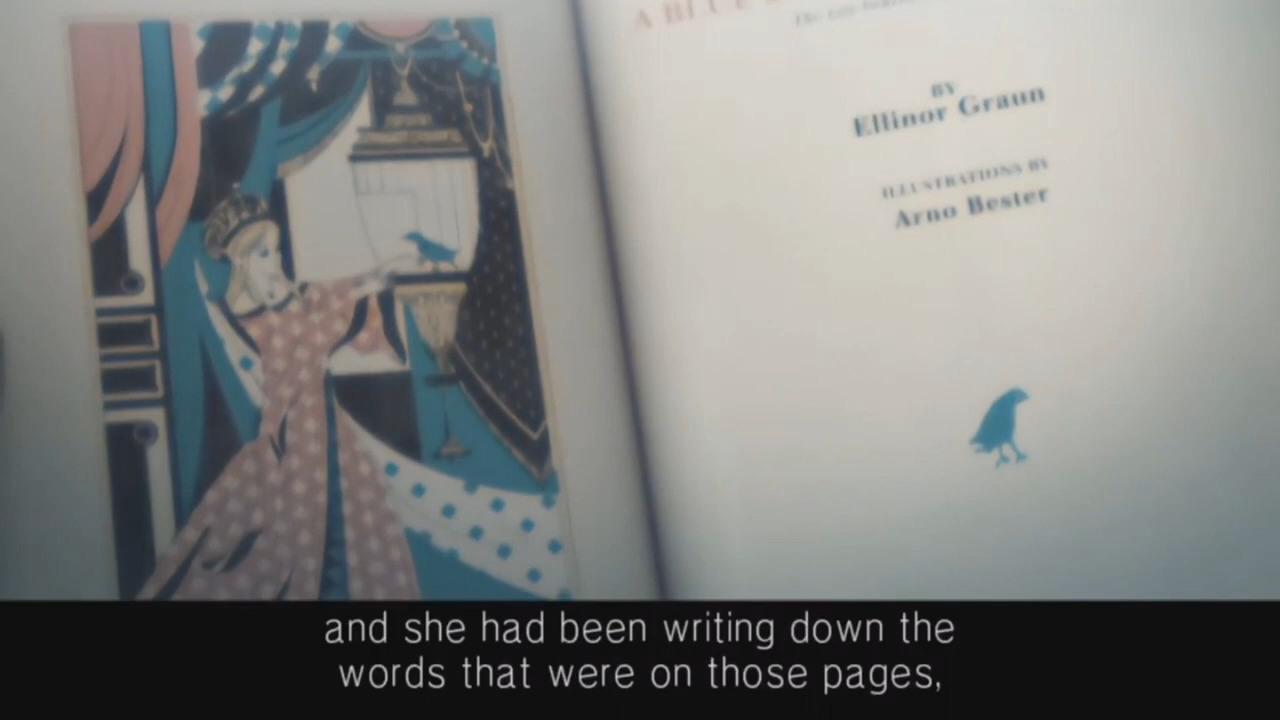 A BLUE
BY
Ellinor Graun
ILLUSTRATIONS BY
Arno Bester
and she had been writing down the
words that were on those pages,